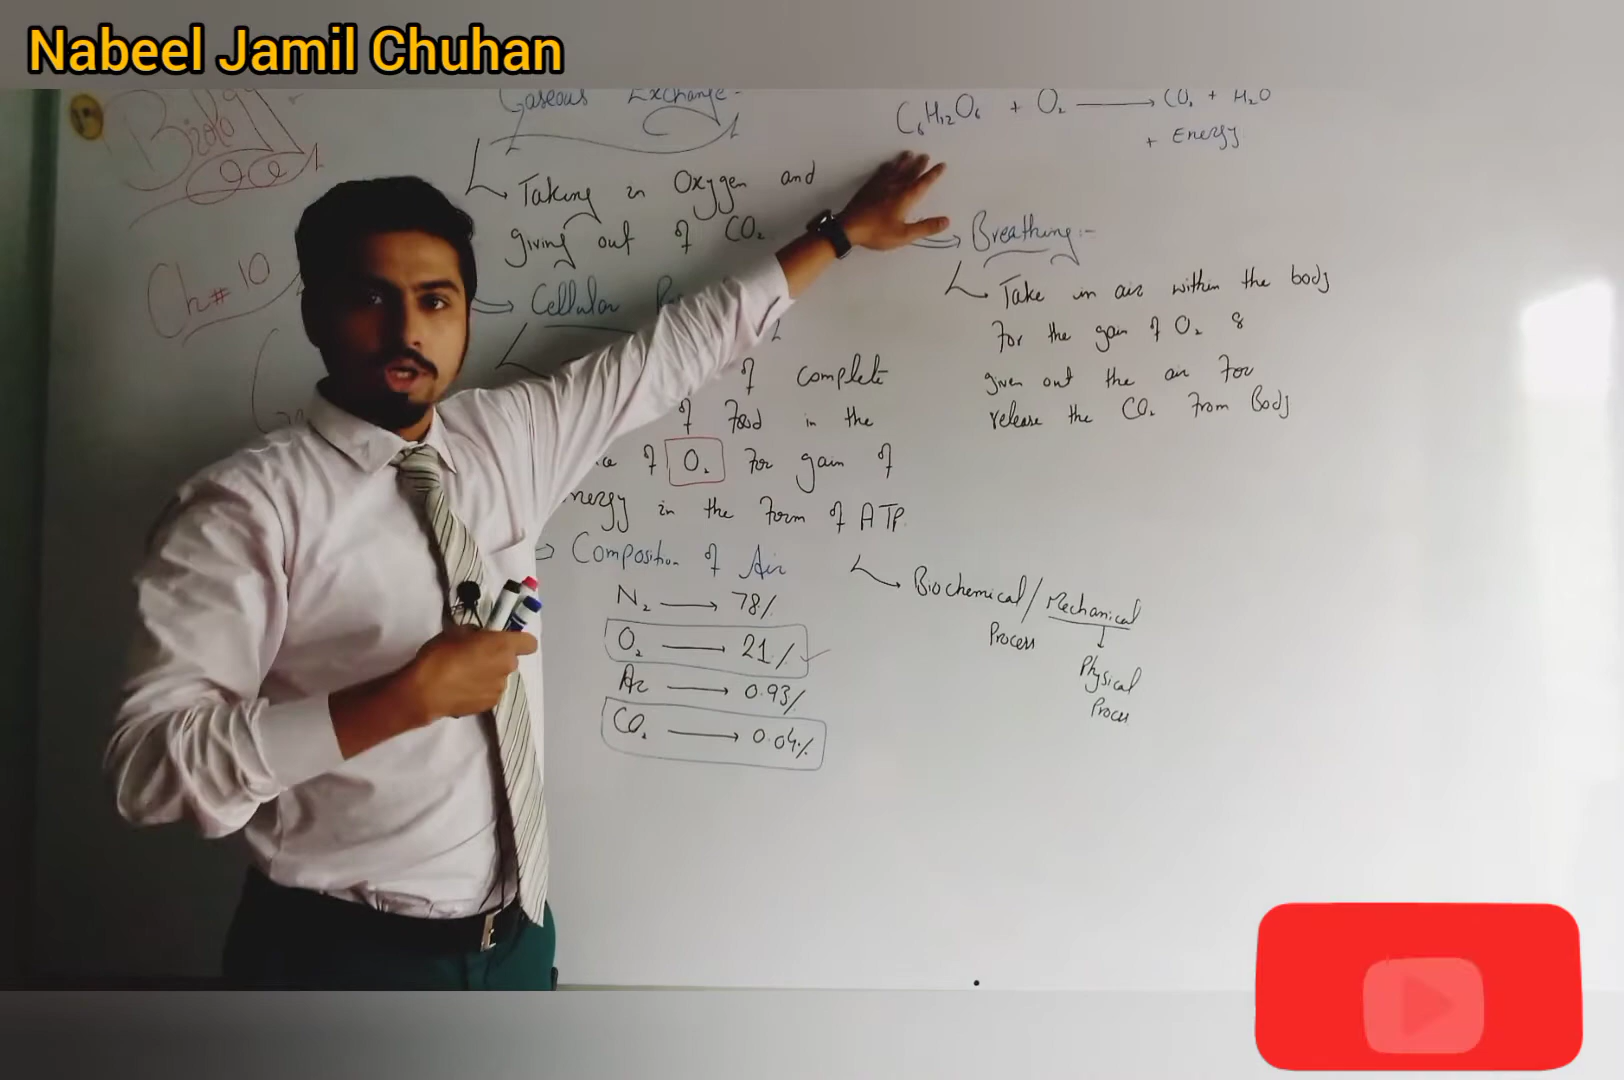 Nabeel Jamil Chuhan
Biology
Ch# 10
Gaseous Exchange:-
Taking in Oxygen and
giving out of CO₂
Cellular
of complete
of Food in the
of O₂ For gain of
energy in the Form of ATP.
Composition of Air
N₂ → 78%
O₂ → 21%
Ar → 0.93%
CO₂ → 0.04%
C₆H₁₂O₆ + O₂ → CO₂ + H₂O
+ Energy
Breathing:-
Take in air within the body
For the gain of O₂ &
given out the air For
release the CO₂ From Body
Biochemical/Mechanical
Process
Physical
Process